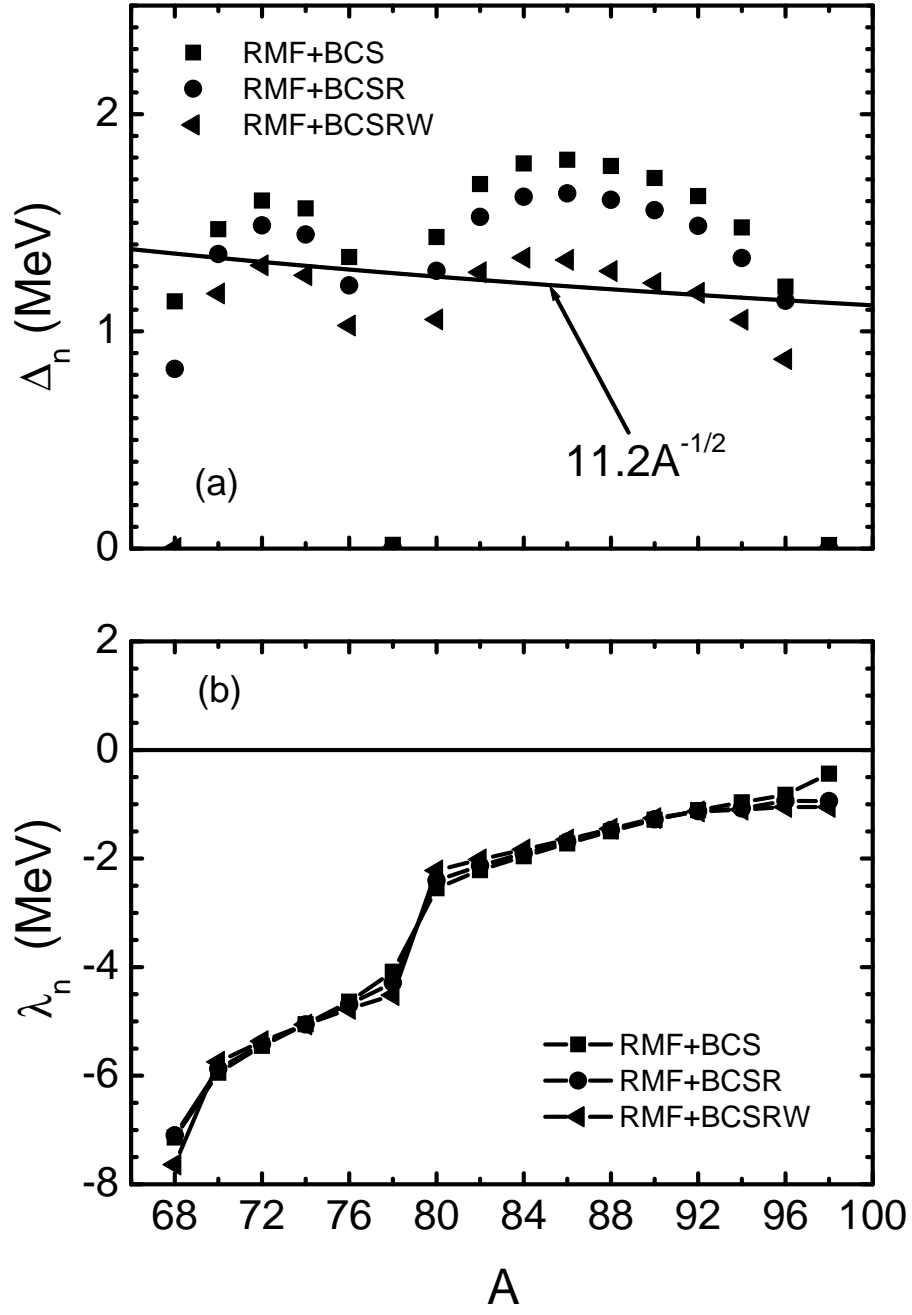 RMF+BCS
RMF+BCSR
RMF+BCSRW
2
1
0
Δn (MeV)
11.2A-1/2
(a)
2
0
-2
-4
-6
-8
λn (MeV)
(b)
RMF+BCS
RMF+BCSR
RMF+BCSRW
68 72 76 80 84 88 92 96 100
A